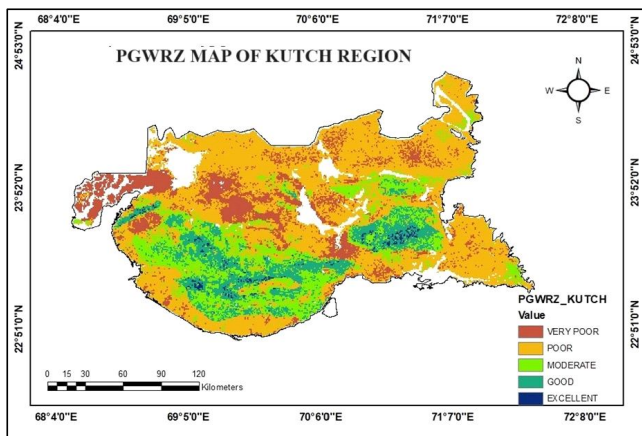 68°4'0"E 69°5'0"E 70°6'0"E 71°7'0"E 72°8'0"E
24°53'0"N
24°53'0"N
PGWRZ MAP OF KUTCH REGION
N
W E
S
23°52'0"N
23°52'0"N
22°51'0"N
22°51'0"N
PGWRZ_KUTCH
Value
VERY POOR
POOR
MODERATE
GOOD
EXCELLENT
0 15 30 60 90 120
Kilometers
68°4'0"E 69°5'0"E 70°6'0"E 71°7'0"E 72°8'0"E